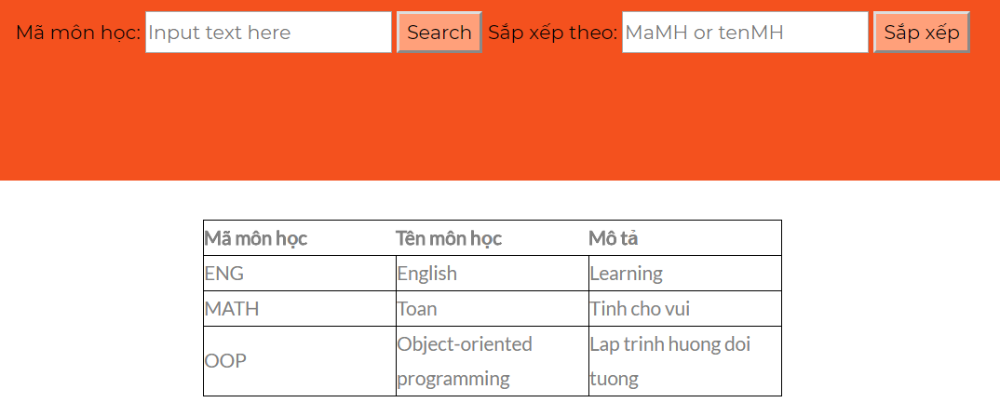 Mã môn học: Input text here Search Sắp xếp theo: MaMH or tenMH Sắp xếp
Mã môn học Tên môn học Mô tả
ENG English Learning
MATH Toan Tinh cho vui
OOP Object-oriented programming Lap trinh huong doi tuong